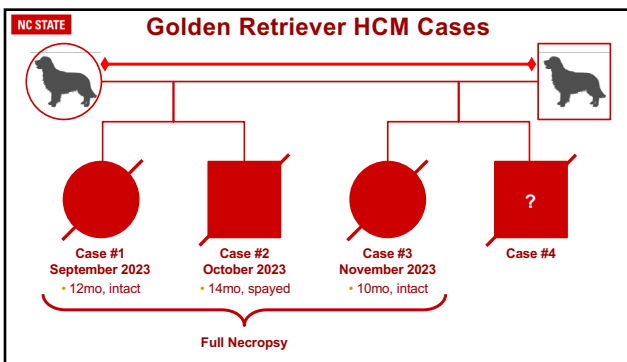 NC STATE
Golden Retriever HCM Cases
?
Case #1
September 2023
• 12mo, intact
Case #2
October 2023
• 14mo, spayed
Case #3
November 2023
• 10mo, intact
Case #4
Full Necropsy